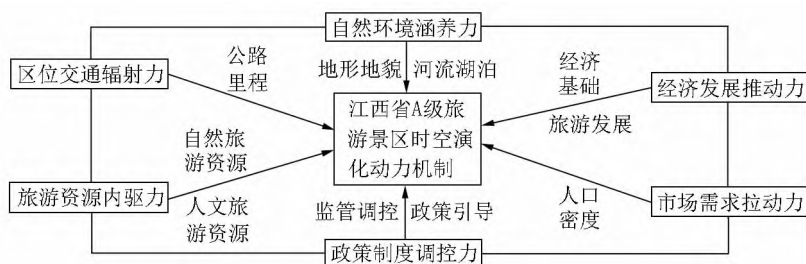 自然环境涵养力
区位交通辐射力
公路
里程
地形地貌
河流湖泊
经济
基础
旅游发展
经济发展推动力
江西省A级旅
游景区时空演
化动力机制
自然旅
游资源
旅游资源内驱力
人文旅
游资源
监管调控
政策引导
人口
密度
市场需求拉动力
政策制度调控力